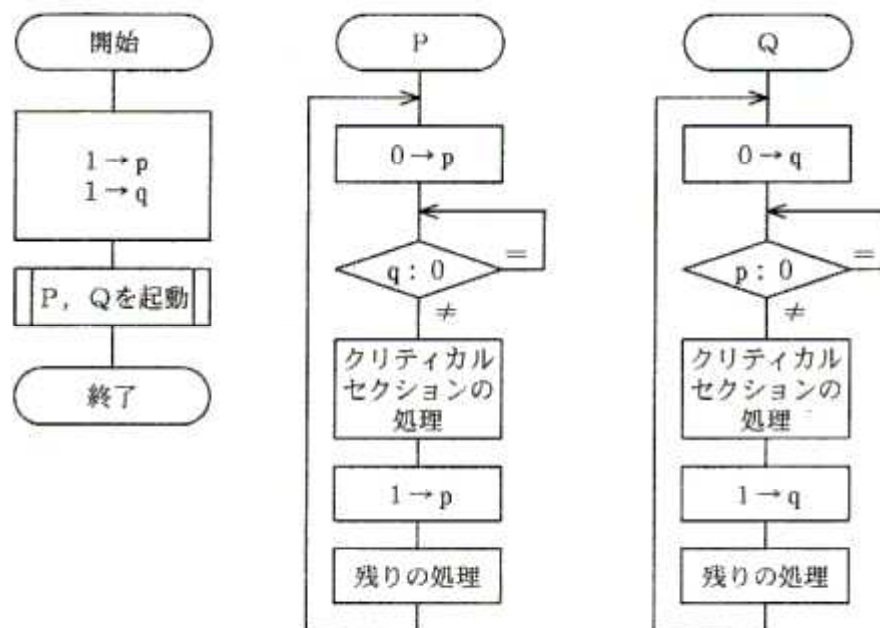 開始
1→p
1→q
P，Qを起動
終了
P
0→p
q：0
=
≠
クリティカル
セクションの
処理
1→p
残りの処理
Q
0→q
p：0
=
≠
クリティカル
セクションの
処理
1→q
残りの処理